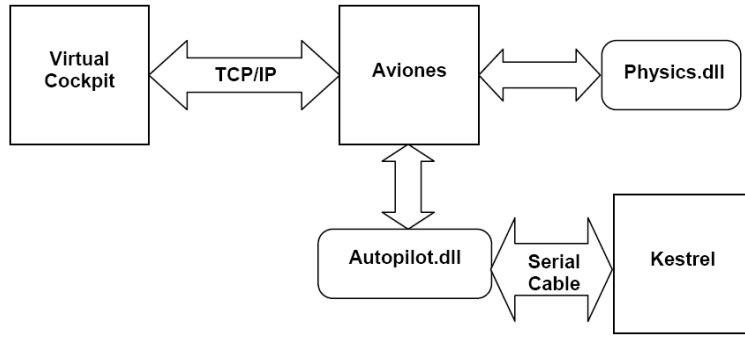 Virtual
Cockpit
TCP/IP
Aviones
Physics.dll
Autopilot.dll
Serial
Cable
Kestrel